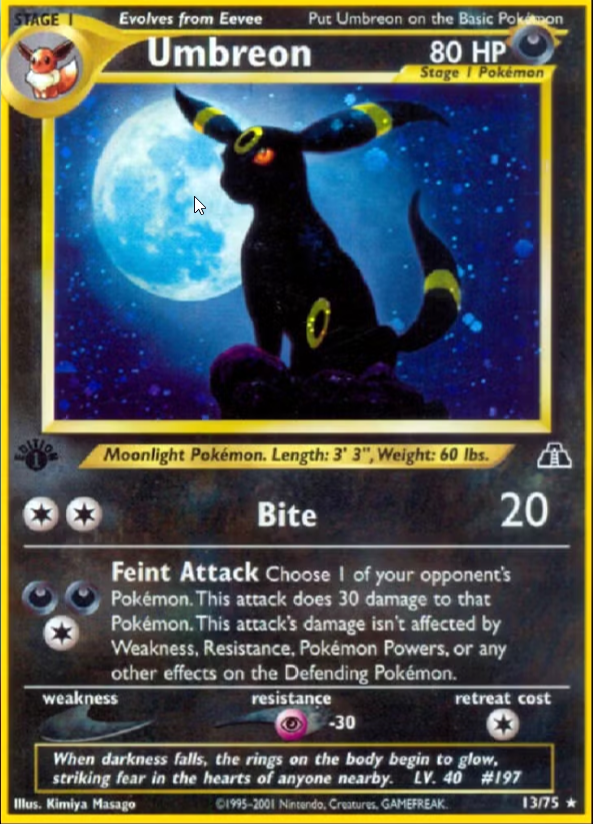 STAGE 1 Evolves from Eevee Put Umbreon on the Basic Pokémon
Umbreon 80 HP
Stage 1 Pokémon
EDITION
1
Moonlight Pokémon. Length: 3' 3", Weight: 60 lbs.
Bite 20
Feint Attack Choose 1 of your opponent's
Pokémon. This attack does 30 damage to that
Pokémon. This attack's damage isn't affected by
Weakness, Resistance, Pokémon Powers, or any
other effects on the Defending Pokémon.
weakness resistance retreat cost
-30
When darkness falls, the rings on the body begin to glow,
striking fear in the hearts of anyone nearby. LV. 40 #197
Illus. Kimiya Masago ©1995-2001 Nintendo, Creatures, GAMEFREAK. 13/75 ★